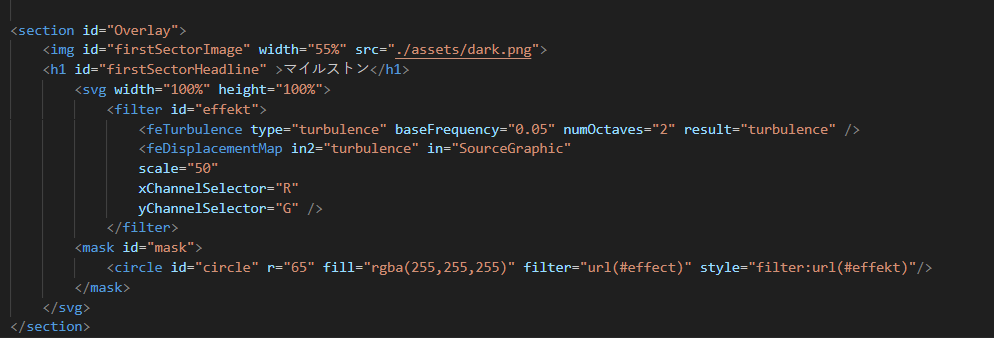 <section id="Overlay">
<img id="firstSectorImage" width="55%" src="./assets/dark.png">
<h1 id="firstSectorHeadline" >マイルストン</h1>
<svg width="100%" height="100%">
<filter id="effekt">
<feTurbulence type="turbulence" baseFrequency="0.05" numOctaves="2" result="turbulence" />
<feDisplacementMap in2="turbulence" in="SourceGraphic"
scale="50"
xChannelSelector="R"
yChannelSelector="G" />
</filter>
<mask id="mask">
<circle id="circle" r="65" fill="rgba(255,255,255)" filter="url(#effect)" style="filter:url(#effekt)"/>
</mask>
</svg>
</section>